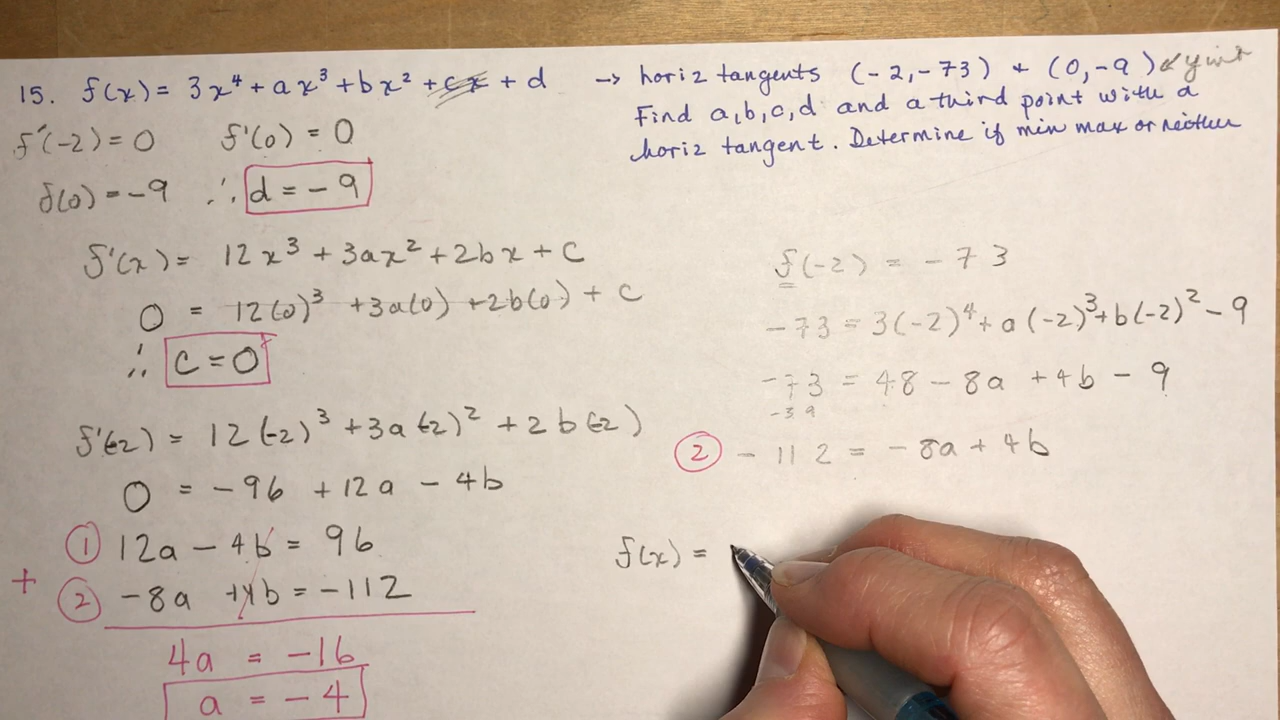 15. f(x) = 3x⁴ + ax³ + bx² + cx + d → horiz tangents (-2,-73) + (0,-9) ← yint
Find a,b,c,d and a third point with a
horiz tangent. Determine if min max or neither
f'(-2) = 0 f'(0) = 0
f(0) = -9 ∴ d = -9
f'(x) = 12x³ + 3ax² + 2bx + c
0 = 12(0)³ + 3a(0) + 2b(0) + c
∴ c = 0
f'(-2) = 12(-2)³ + 3a(-2)² + 2b(-2)
0 = -96 + 12a - 4b
① 12a - 4b = 96
+ ② -8a + 4b = -112
4a = -16
a = -4
f(-2) = -73
-73 = 3(-2)⁴ + a(-2)³ + b(-2)² - 9
-73 = 48 - 8a + 4b - 9
-39
② -112 = -8a + 4b
f(x) =